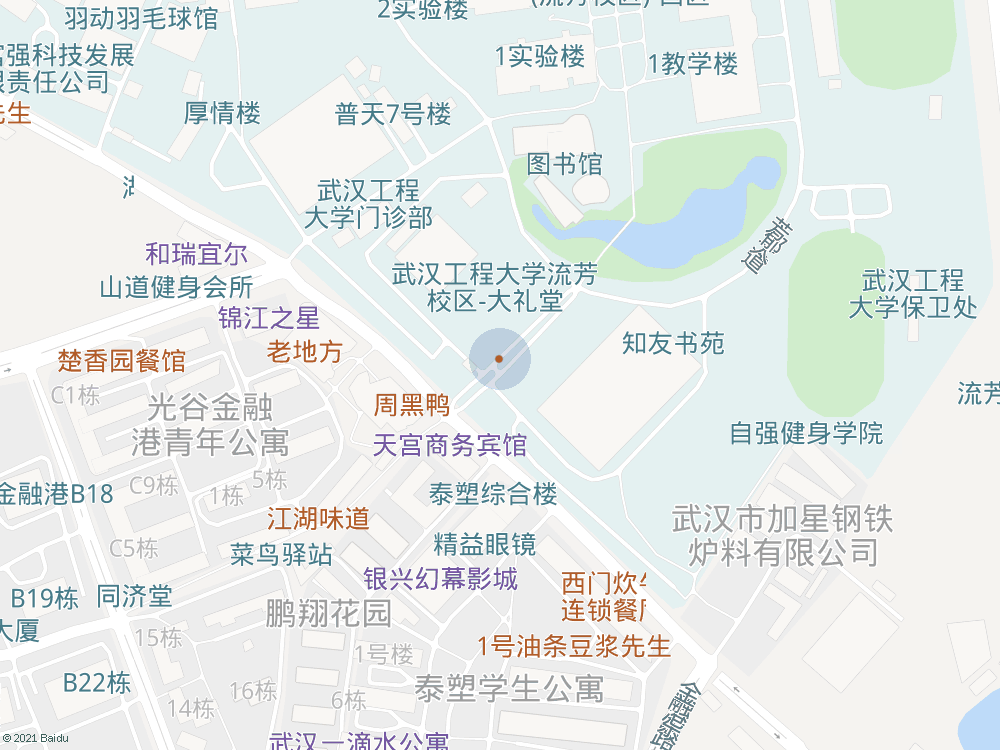 2实验楼
羽动羽毛球馆
1实验楼
富强科技发展
限责任公司
1教学楼
厚情楼
普天7号楼
先生
图书馆
武汉工程
大学门诊部
芳郁道
和瑞宜尔
山道健身会所
武汉工程大学流芳
校区-大礼堂
武汉工程
大学保卫处
锦江之星
老地方
知友书苑
楚香园餐馆
C1栋
光谷金融
港青年公寓
周黑鸭
流芳
天宫商务宾馆
自强健身学院
C9栋
5栋
1栋
金融港B18
泰塑综合楼
江湖味道
武汉市加星钢铁
炉料有限公司
C5栋
菜鸟驿站
精益眼镜
银兴幻幕影城
西门炊牛
连锁餐厅
B19栋
同济堂
鹏翔花园
大厦
15栋
1号楼
1号油条豆浆先生
B22栋
16栋
14栋
6栋
泰塑学生公寓
金融港路
武汉一滴水公寓
© 2021 Baidu